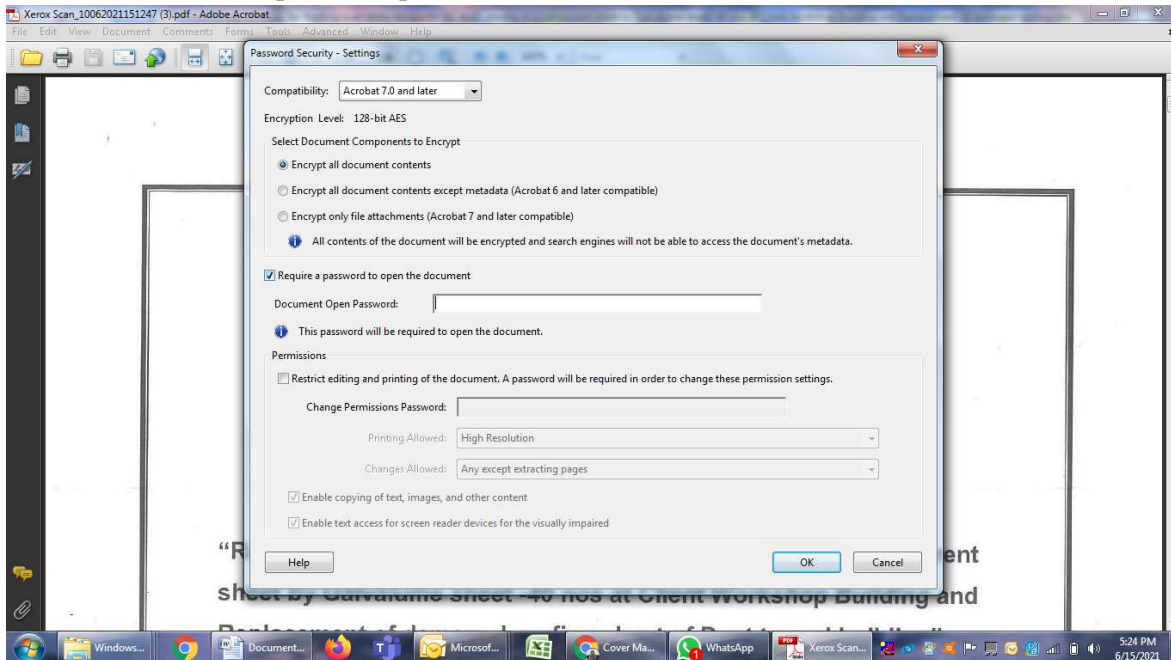 Xerox Scan_10062021151247 (3).pdf - Adobe Acrobat
File Edit View Document Comments Forms Tools Advanced Window Help
Password Security - Settings
Compatibility: Acrobat 7.0 and later
Encryption Level: 128-bit AES
Select Document Components to Encrypt
Encrypt all document contents
Encrypt all document contents except metadata (Acrobat 6 and later compatible)
Encrypt only file attachments (Acrobat 7 and later compatible)
All contents of the document will be encrypted and search engines will not be able to access the document's metadata.
Require a password to open the document
Document Open Password:
This password will be required to open the document.
Permissions
Restrict editing and printing of the document. A password will be required in order to change these permission settings.
Change Permissions Password:
Printing Allowed: High Resolution
Changes Allowed: Any except extracting pages
Enable copying of text, images, and other content
Enable text access for screen reader devices for the visually impaired
Help OK Cancel
“R ent
sheet by Galvalume sheet -40 nos at Client Workshop Building and
Windows... Document... Microsof... Cover Ma... WhatsApp Xerox Scan... 5:24 PM
6/15/2021